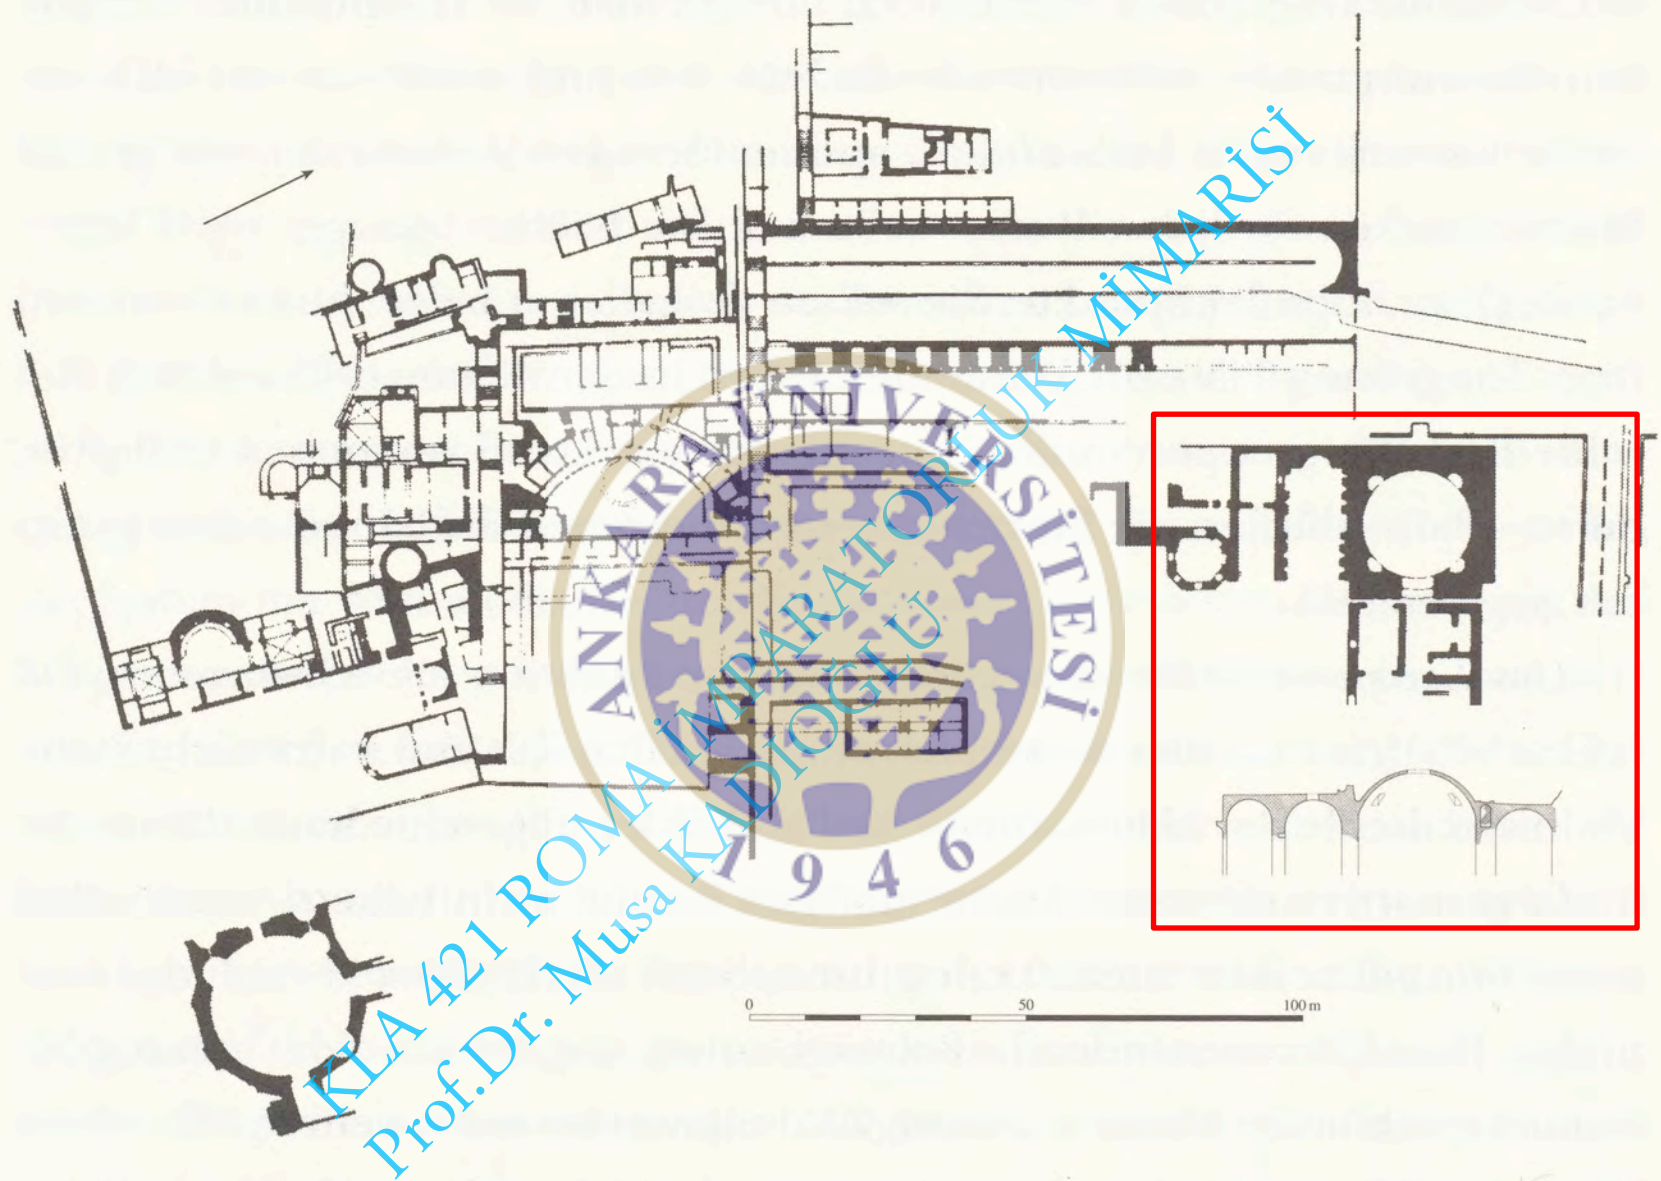 ANKARA ÜNİVERSİTESİ
1946
KLA 421 ROMA İMPARATORLUK MİMARİSİ
Prof.Dr. Musa KADIOĞLU
0 50 100 m